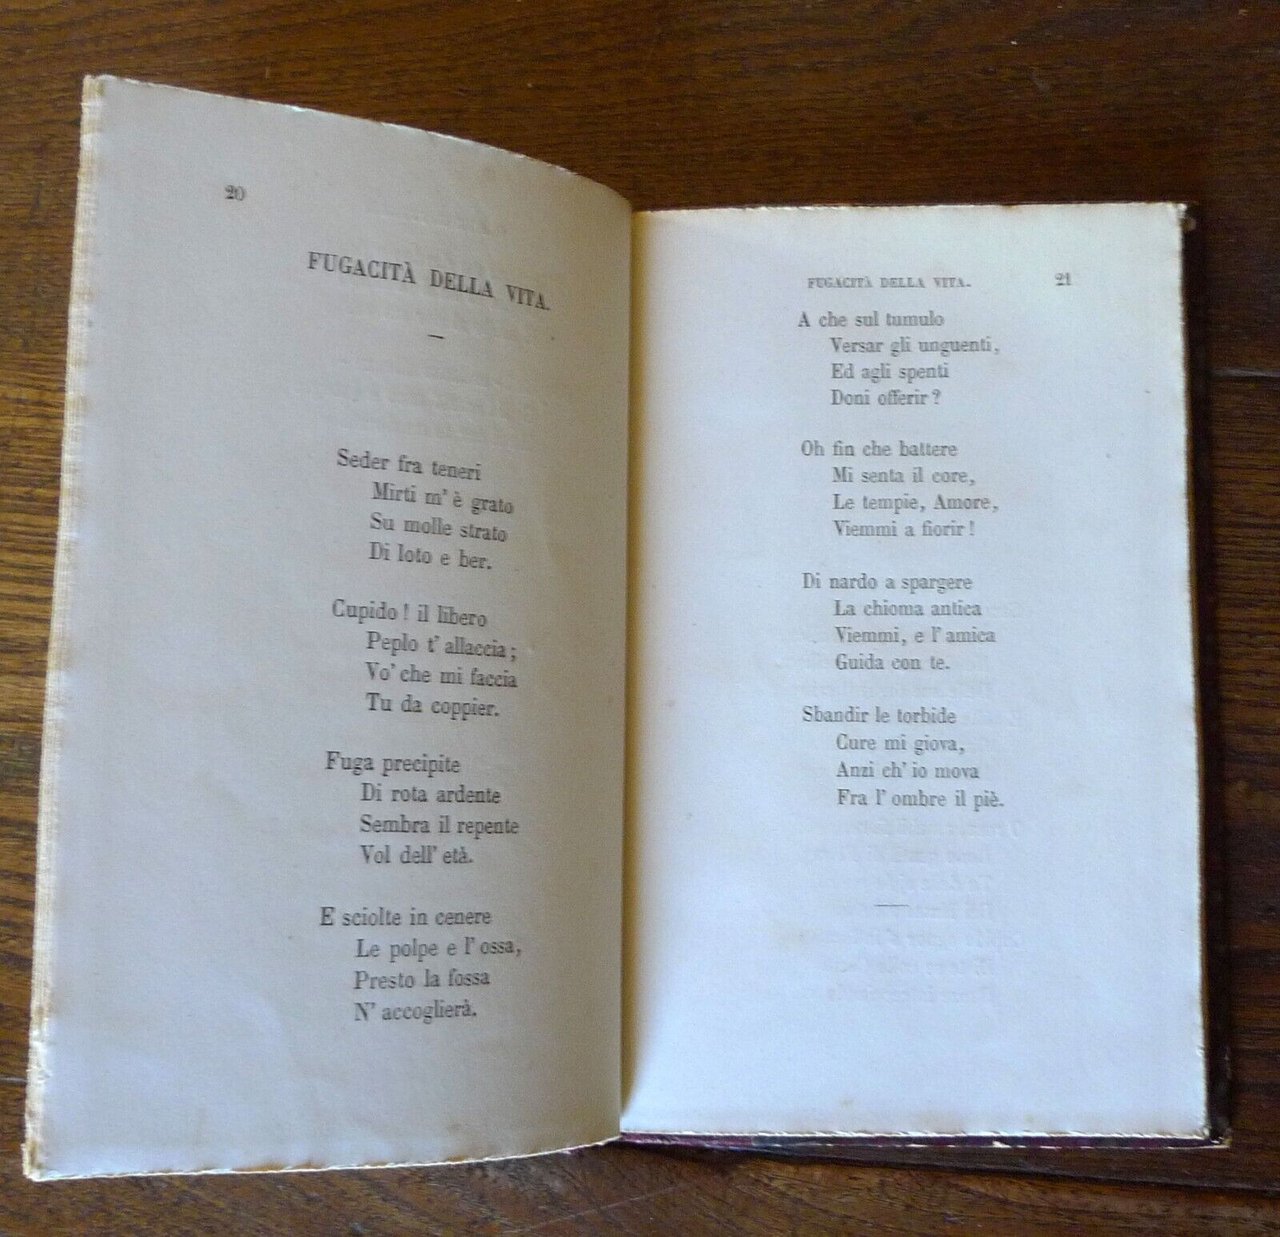 20
FUGACITÀ DELLA VITA.
—
Seder fra teneri
Mirti m' è grato
Su molle strato
Di loto e ber.
Cupido! il libero
Peplo t' allaccia;
Vo' che mi faccia
Tu da coppier.
Fuga precipite
Di rota ardente
Sembra il repente
Vol dell' età.
E sciolte in cenere
Le polpe e l' ossa,
Presto la fossa
N' accoglierà.
FUGACITÀ DELLA VITA. 21
A che sul tumulo
Versar gli unguenti,
Ed agli spenti
Doni offerir?
Oh fin che battere
Mi senta il core,
Le tempie, Amore,
Viemmi a fiorir!
Di nardo a spargere
La chioma antica
Viemmi, e l' amica
Guida con te.
Sbandir le torbide
Cure mi giova,
Anzi ch' io mova
Fra l' ombre il piè.